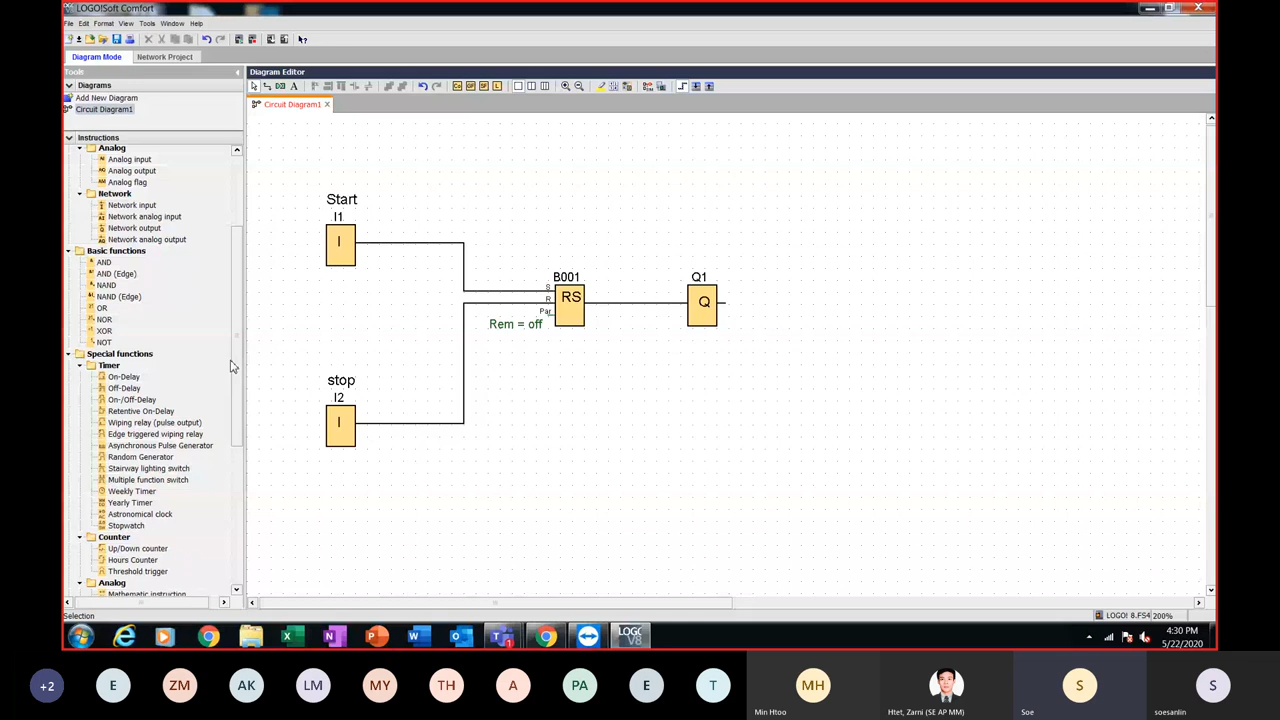 LOGO!Soft Comfort
File Edit Format View Tools Window Help
Diagram Mode Network Project
Tools
Diagram Editor
Diagrams
Add New Diagram
Circuit Diagram1
Circuit Diagram1
Instructions
Analog
Analog input
Analog output
Analog flag
Network
Network input
Network analog input
Network output
Network analog output
Basic functions
AND
AND (Edge)
NAND
NAND (Edge)
OR
NOR
XOR
NOT
Special functions
Timer
On-Delay
Off-Delay
On-/Off-Delay
Retentive On-Delay
Wiping relay (pulse output)
Edge triggered wiping relay
Asynchronous Pulse Generator
Random Generator
Stairway lighting switch
Multiple function switch
Weekly Timer
Yearly Timer
Astronomical clock
Stopwatch
Counter
Up/Down counter
Hours Counter
Threshold trigger
Analog
Mathematic instruction
Start
I1
I
B001
S
R
Par
RS
Rem = off
Q1
Q
stop
I2
I
Selection
LOGO! 8.FS4 200%
4:30 PM
5/22/2020
+2 E ZM AK LM MY TH A PA E T MH S S
Min Htoo
Htet, Zarni (SE AP MM)
Soe
soesanlin